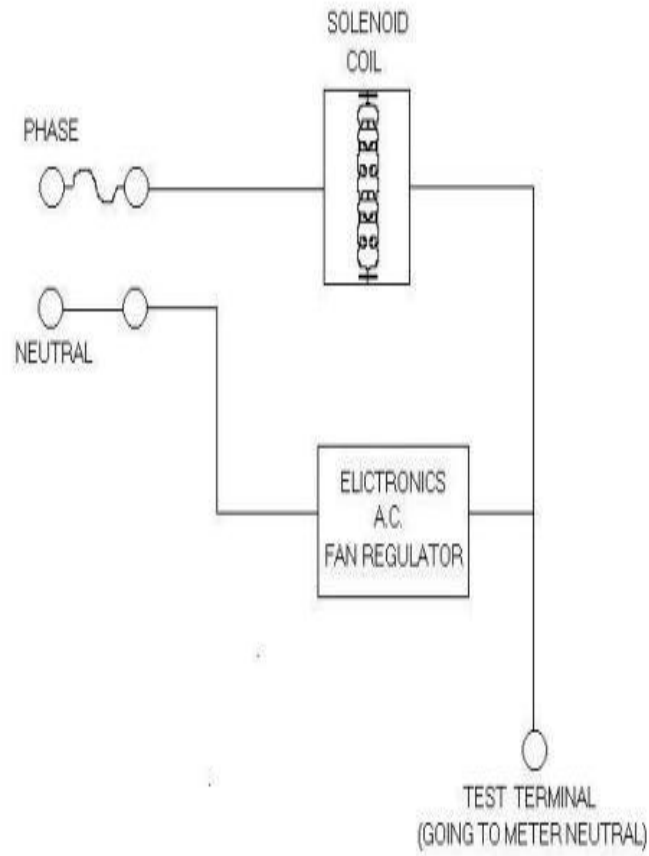 SOLENOID
COIL
PHASE
NEUTRAL
ELICTRONICS
A.C.
FAN REGULATOR
TEST TERMINAL
(GOING TO METER NEUTRAL)